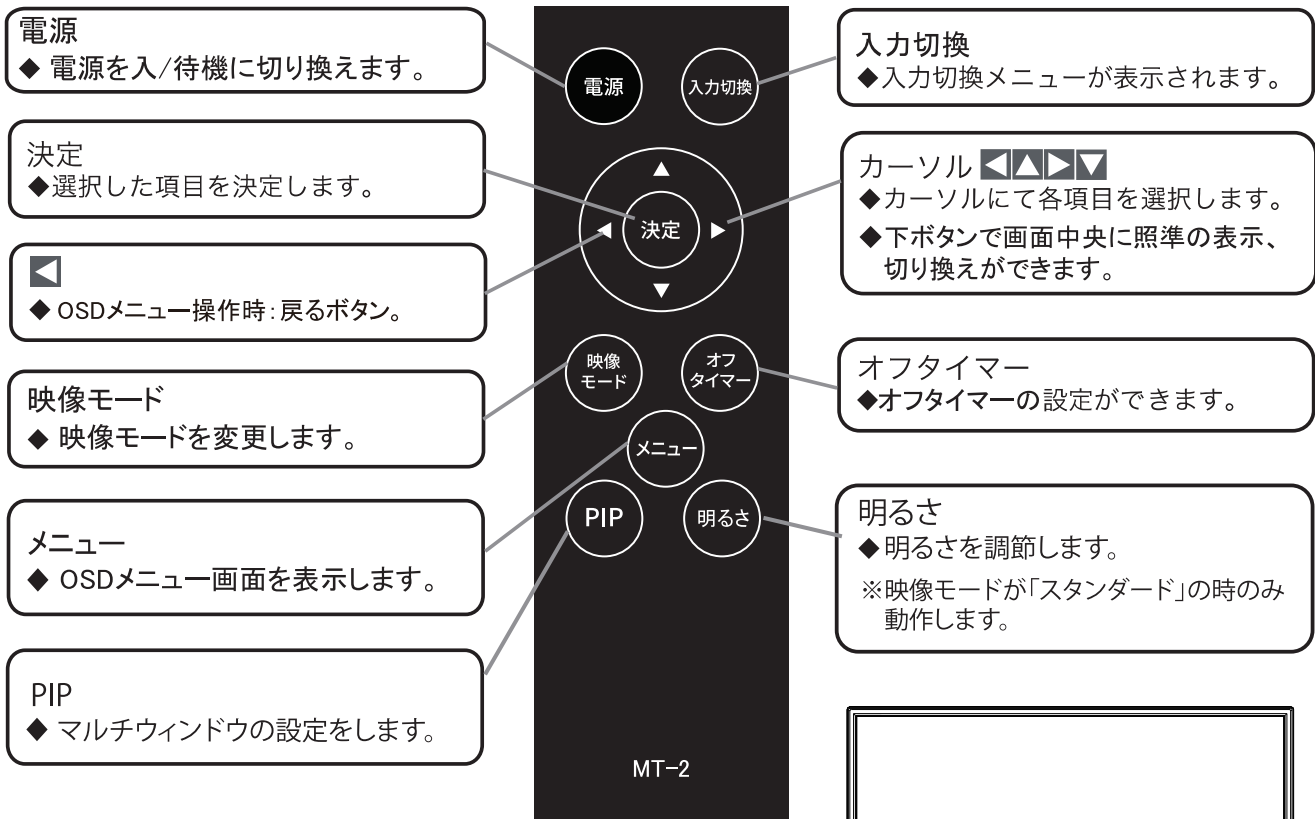 電源
◆ 電源を入/待機に切り換えます。
決定
◆選択した項目を決定します。
◁
◆ OSDメニュー操作時:戻るボタン。
映像モード
◆ 映像モードを変更します。
メニュー
◆ OSDメニュー画面を表示します。
PIP
◆ マルチウィンドウの設定をします。
電源
入力切換
▲
◀ 決定 ▶
▼
映像
モード
オフ
タイマー
メニュー
PIP
明るさ
MT-2
入力切換
◆入力切換メニューが表示されます。
カーソル ◁△▷▽
◆カーソルにて各項目を選択します。
◆下ボタンで画面中央に照準の表示、
切り換えができます。
オフタイマー
◆オフタイマーの設定ができます。
明るさ
◆明るさを調節します。
※映像モードが「スタンダード」の時のみ
動作します。